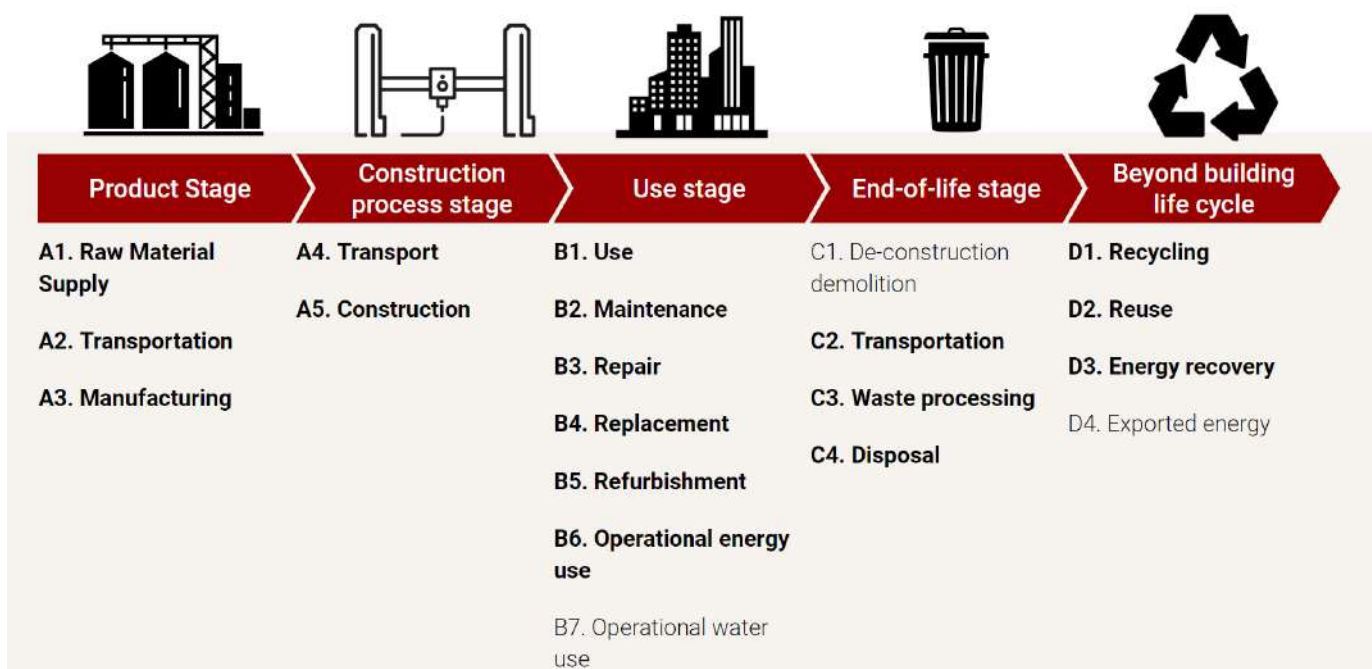 Product Stage
Construction
process stage
Use stage
End-of-life stage
Beyond building
life cycle
A1. Raw Material
Supply
A2. Transportation
A3. Manufacturing
A4. Transport
A5. Construction
B1. Use
B2. Maintenance
B3. Repair
B4. Replacement
B5. Refurbishment
B6. Operational energy
use
B7. Operational water
use
C1. De-construction
demolition
C2. Transportation
C3. Waste processing
C4. Disposal
D1. Recycling
D2. Reuse
D3. Energy recovery
D4. Exported energy